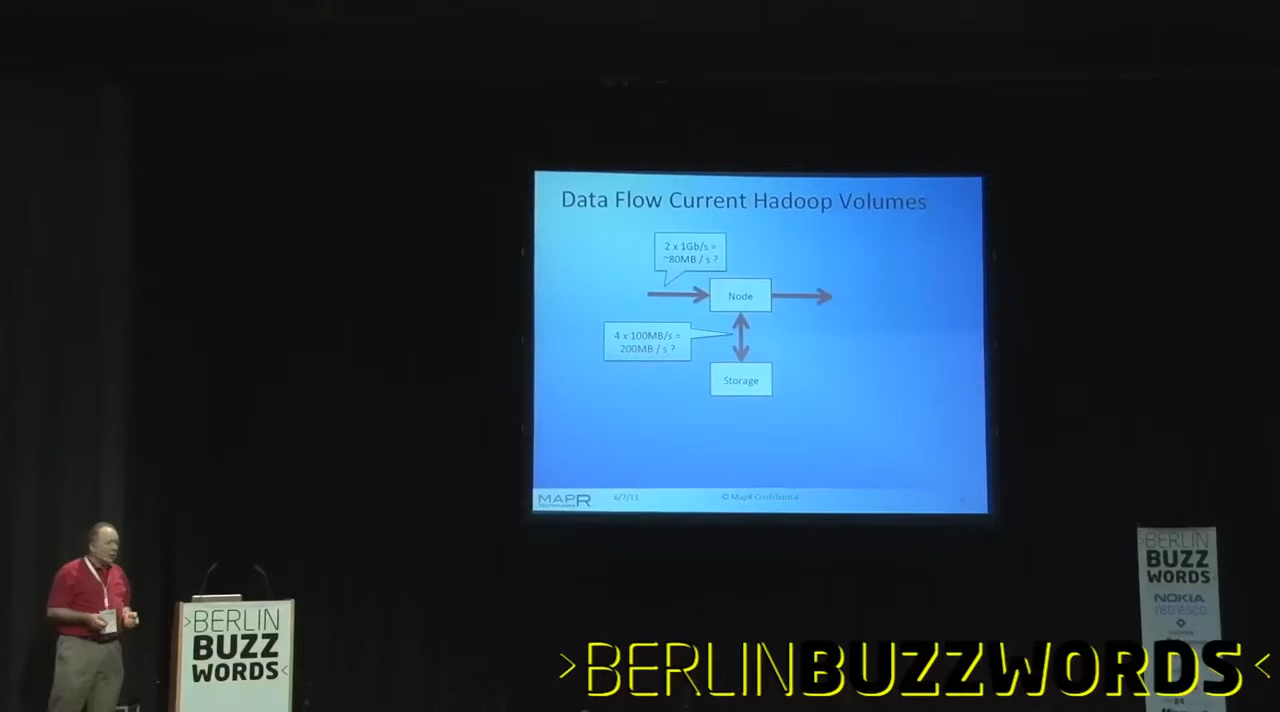 Data Flow Current Hadoop Volumes
2 x 1Gb/s =
~80MB / s ?
Node
4 x 100MB/s =
200MB / s ?
Storage
MAPR
6/7/11
© MapR Confidential
>BERLIN
BUZZ
WORDS<
>BERLIN
BUZZ
WORDS
NOKIA
retresco
>BERLINBUZZWORDS<